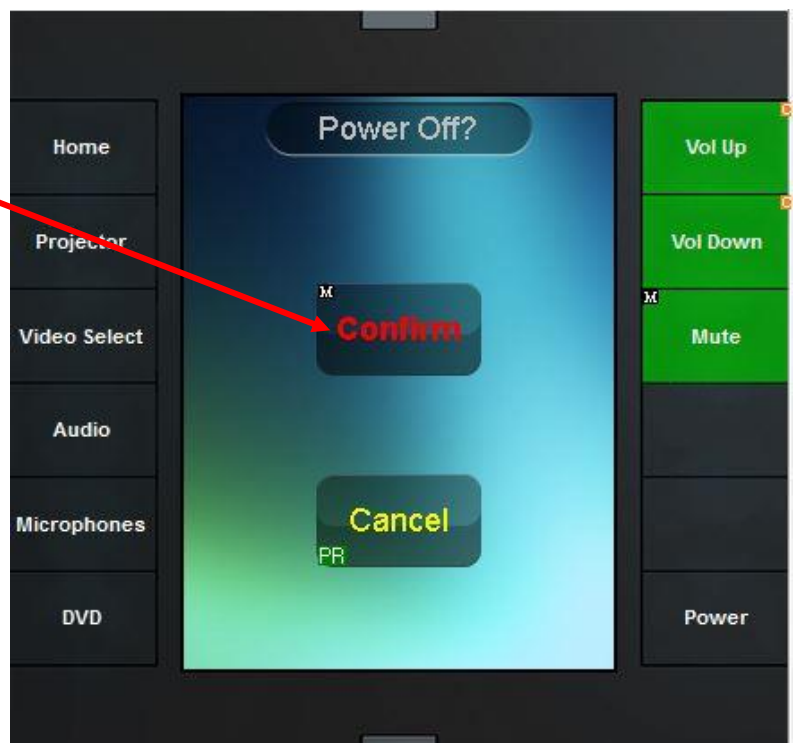 Power Off?
Home
Projector
Video Select
Audio
Microphones
DVD
M
Confirm
Cancel
PR
C
Vol Up
C
Vol Down
M
Mute
Power